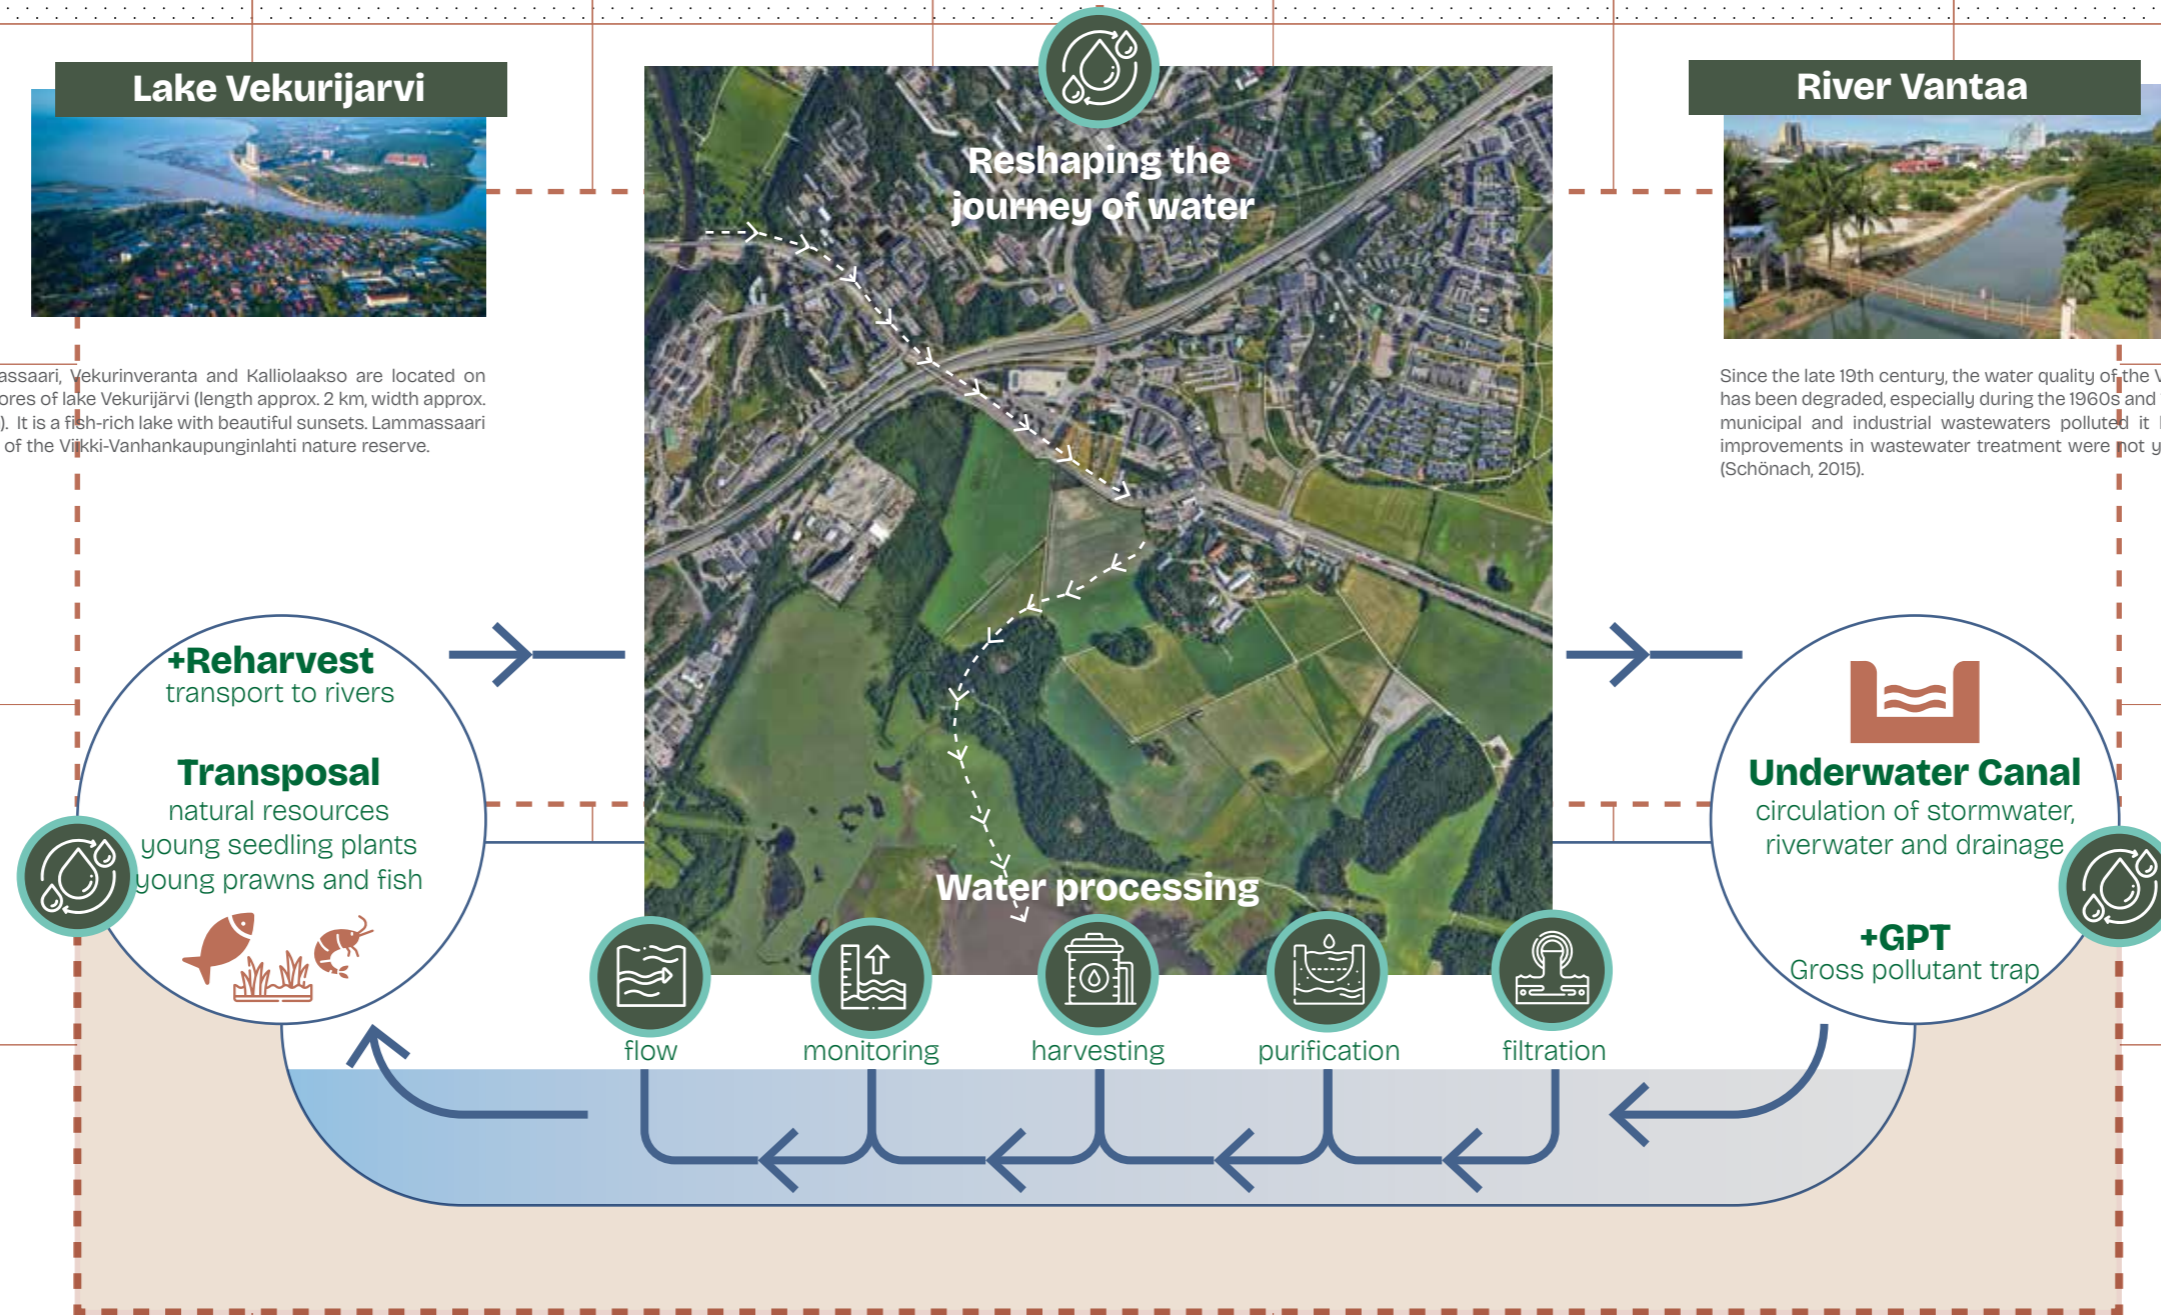 Lake Vekurijarvi
River Vantaa
Reshaping the
journey of water
assaari, Vekurinveranta and Kalliolaakso are located on
ores of lake Vekurijärvi (length approx. 2 km, width approx.
). It is a fish-rich lake with beautiful sunsets. Lammassaari
of the Viikki-Vanhankaupunginlahti nature reserve.
Since the late 19th century, the water quality of the V
has been degraded, especially during the 1960s and
municipal and industrial wastewaters polluted it
improvements in wastewater treatment were not y
(Schönach, 2015).
+Reharvest
transport to rivers
Transposal
natural resources
young seedling plants
young prawns and fish
Underwater Canal
circulation of stormwater,
riverwater and drainage
+GPT
Gross pollutant trap
Water processing
flow
monitoring
harvesting
purification
filtration